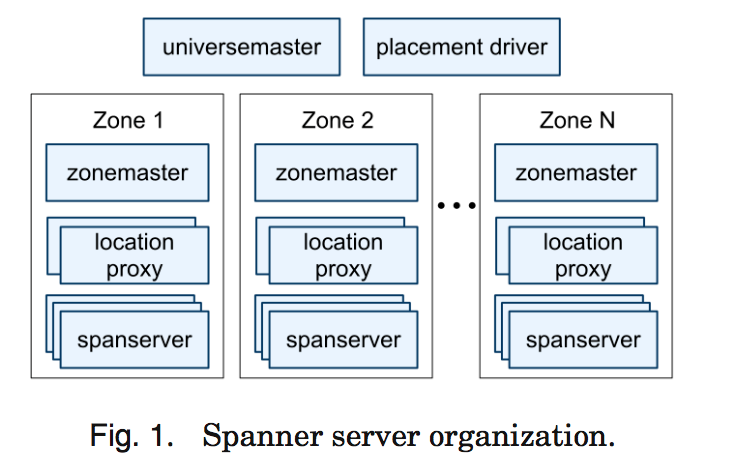 universemaster
placement driver
Zone 1
zonemaster
location
proxy
spanserver
Zone 2
zonemaster
location
proxy
spanserver
...
Zone N
zonemaster
location
proxy
spanserver
Fig. 1. Spanner server organization.